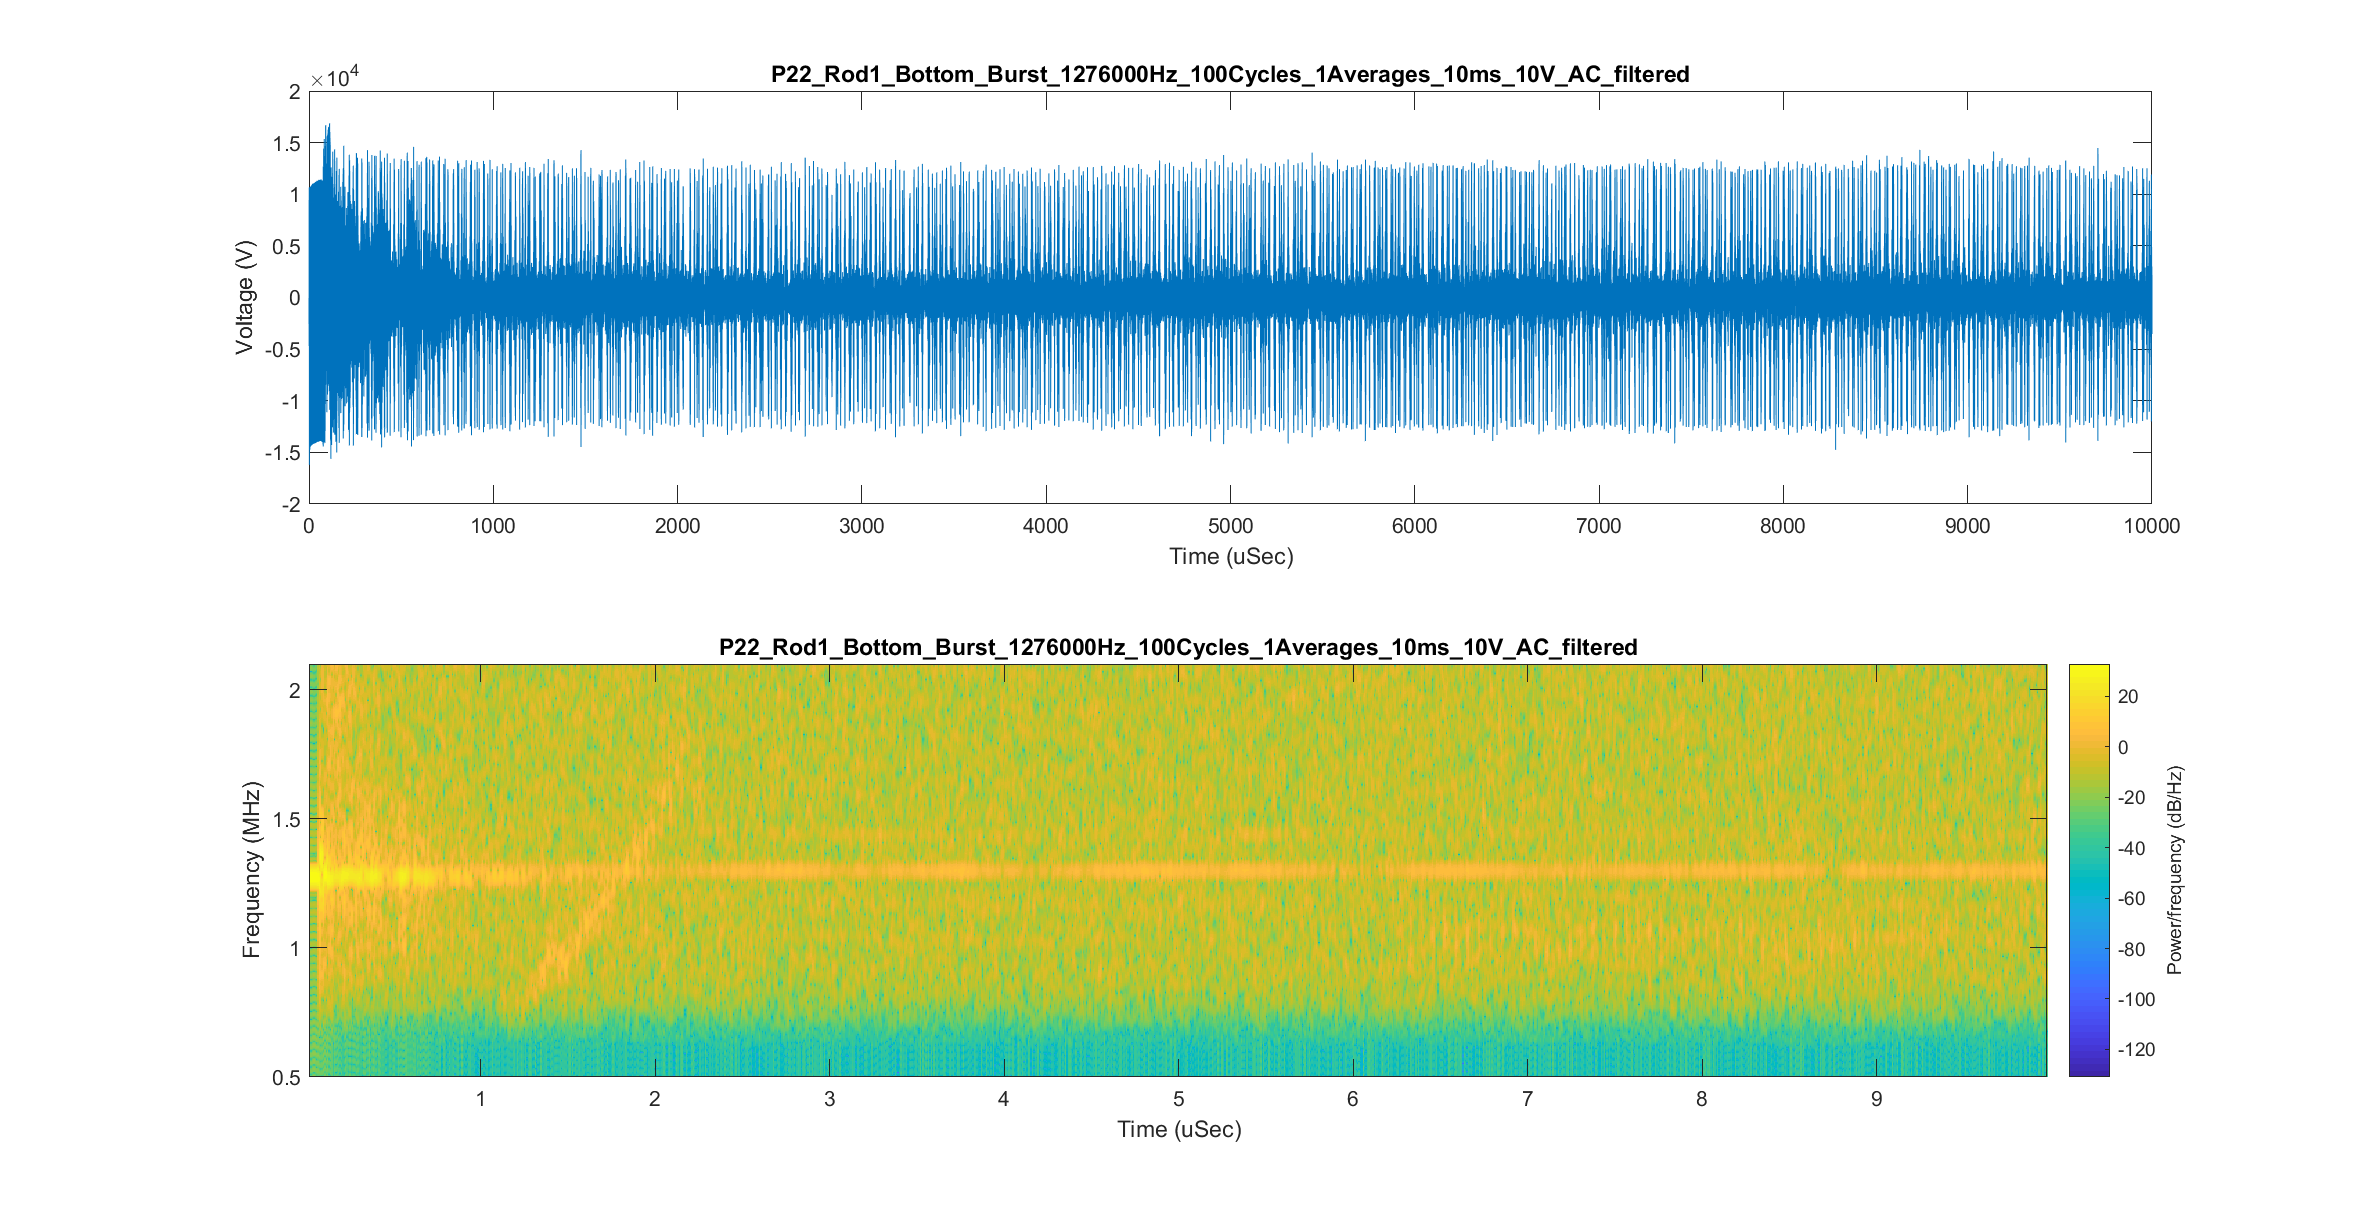 P22_Rod1_Bottom_Burst_1276000Hz_100Cycles_1Averages_10ms_10V_AC_filtered
×10⁴
2
1.5
1
0.5
0
-0.5
-1
-1.5
-2
Voltage (V)
0 1000 2000 3000 4000 5000 6000 7000 8000 9000 10000
Time (uSec)
P22_Rod1_Bottom_Burst_1276000Hz_100Cycles_1Averages_10ms_10V_AC_filtered
2
1.5
1
0.5
Frequency (MHz)
1 2 3 4 5 6 7 8 9
Time (uSec)
20
0
-20
-40
-60
-80
-100
-120
Power/frequency (dB/Hz)